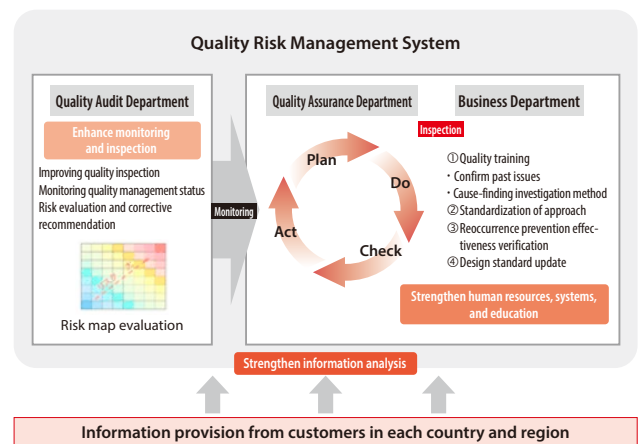 Quality Risk Management System
Quality Audit Department
Enhance monitoring
and inspection
Improving quality inspection
Monitoring quality management status
Risk evaluation and corrective
recommendation
Risk map evaluation
Monitoring
Quality Assurance Department
Plan
Do
Check
Act
Business Department
Inspection
①Quality training
・Confirm past issues
・Cause-finding investigation method
②Standardization of approach
③Reoccurrence prevention effec-
tiveness verification
④Design standard update
Strengthen human resources, systems,
and education
Strengthen information analysis
Information provision from customers in each country and region